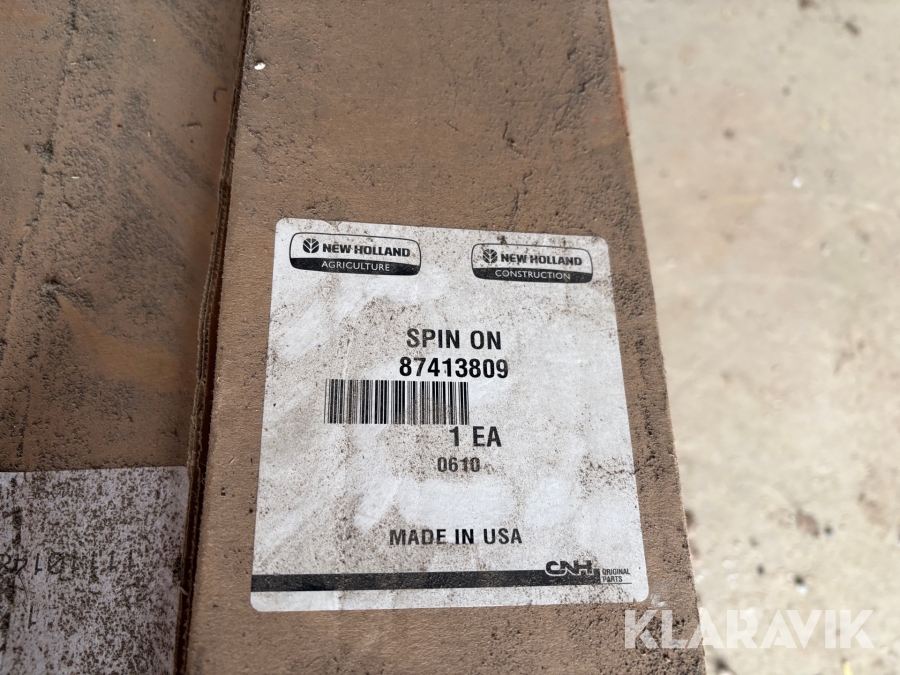 NEW HOLLAND
AGRICULTURE
NEW HOLLAND
CONSTRUCTION
SPIN ON
87413809
1 EA
0610
MADE IN USA
CNH
ORIGINAL
PARTS
KLARAVIK